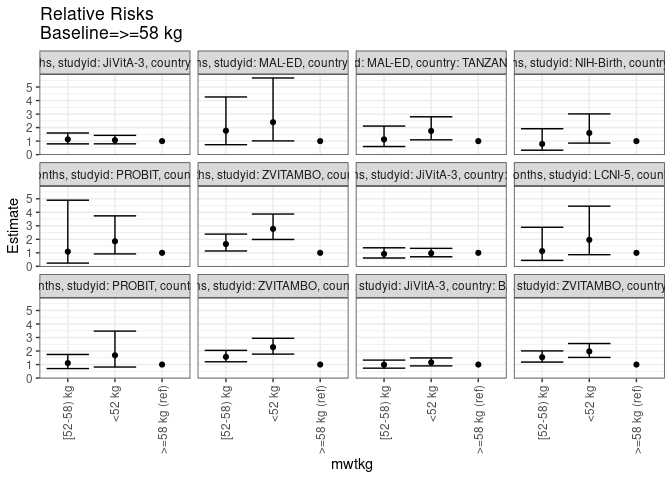 Relative Risks
Baseline=>=58 kg
hs, studyid: JiVitA-3, country
hs, studyid: MAL-ED, country:
d: MAL-ED, country: TANZAN
ns, studyid: NIH-Birth, country
onths, studyid: PROBIT, coun
ths, studyid: ZVITAMBO, coun
ns, studyid: JiVitA-3, country:
onths, studyid: LCNI-5, countr
nths, studyid: PROBIT, count
ns, studyid: ZVITAMBO, coun
studyid: JiVitA-3, country: B
, studyid: ZVITAMBO, country
Estimate
5
4
3
2
1
0
5
4
3
2
1
0
5
4
3
2
1
0
[52-58) kg
<52 kg
>=58 kg (ref)
[52-58) kg
<52 kg
>=58 kg (ref)
[52-58) kg
<52 kg
>=58 kg (ref)
[52-58) kg
<52 kg
>=58 kg (ref)
mwtkg